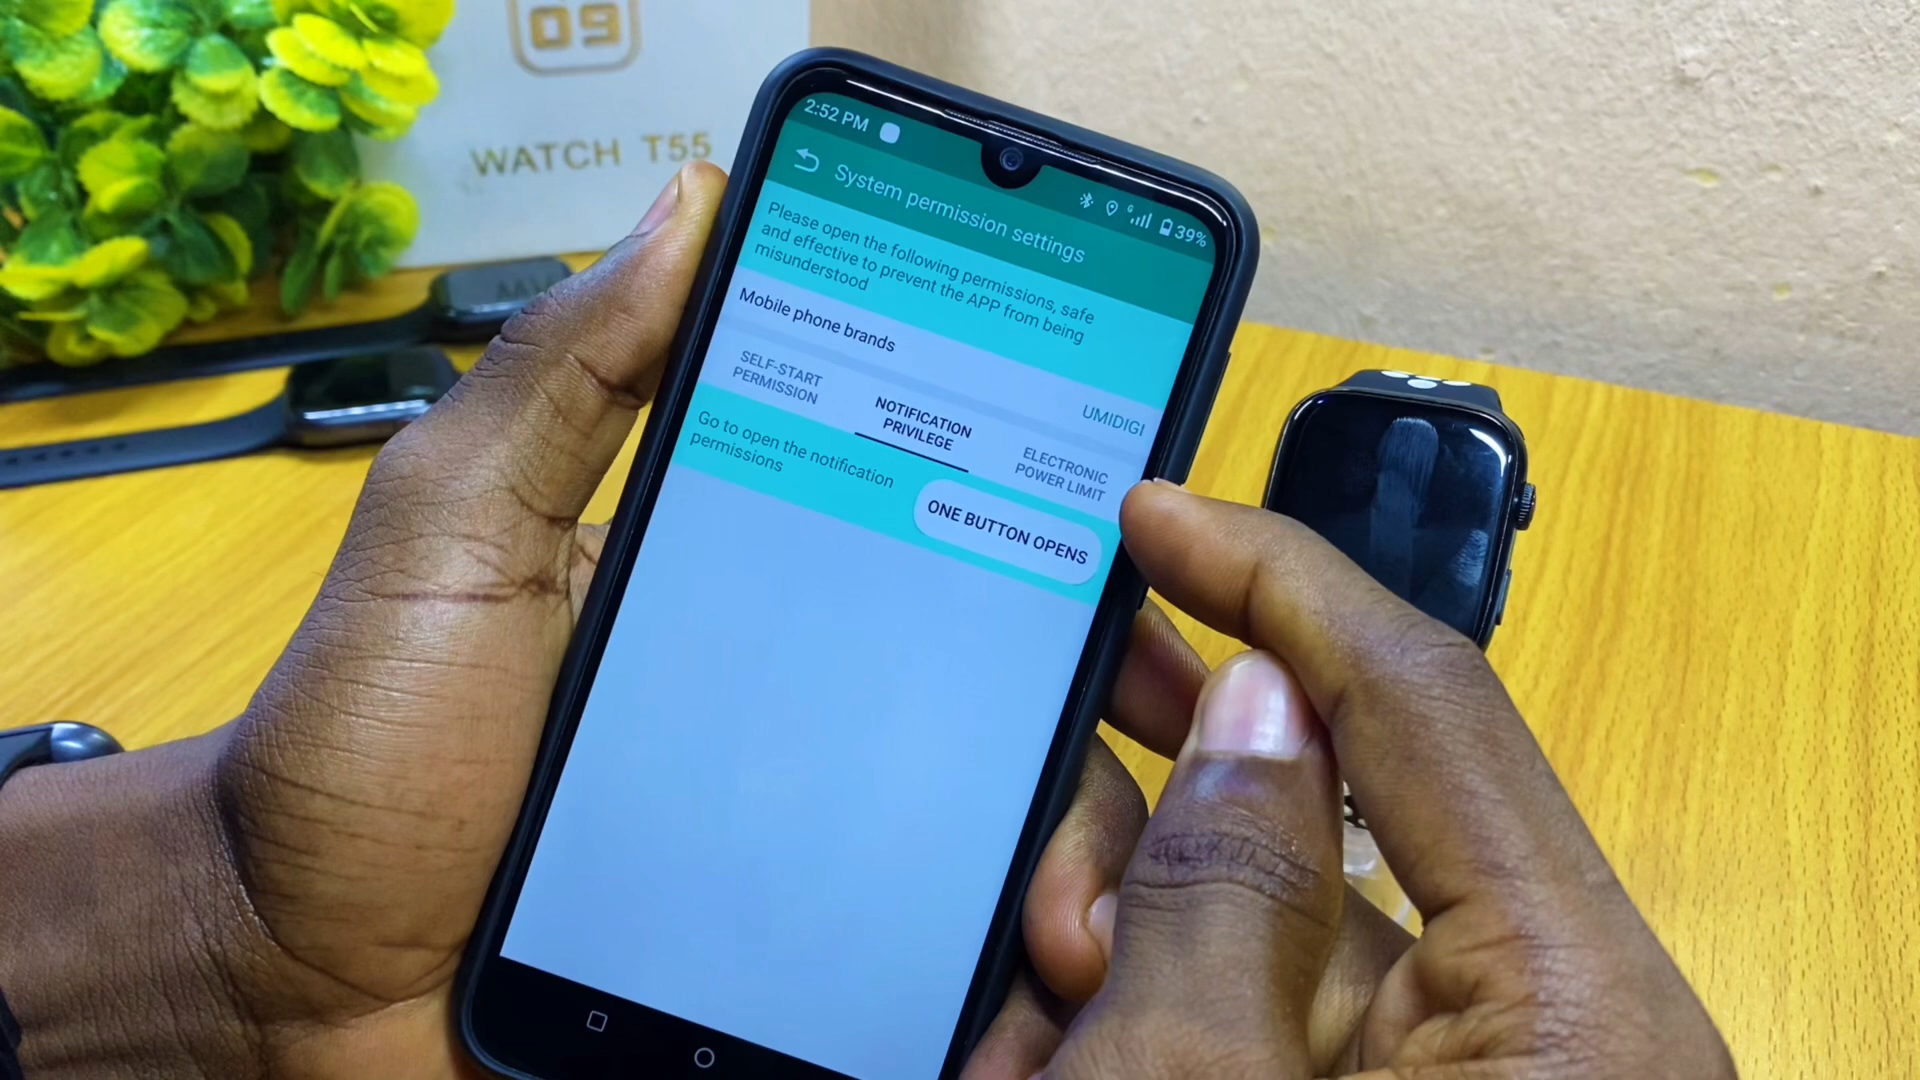 09
WATCH T55
2:52 PM
39%
System permission settings
Please open the following permissions, safe
and effective to prevent the APP from being
misunderstood
Mobile phone brands
UMIDIGI
SELF-START
PERMISSION
NOTIFICATION
PRIVILEGE
ELECTRONIC
POWER LIMIT
Go to open the notification
permissions
ONE BUTTON OPENS